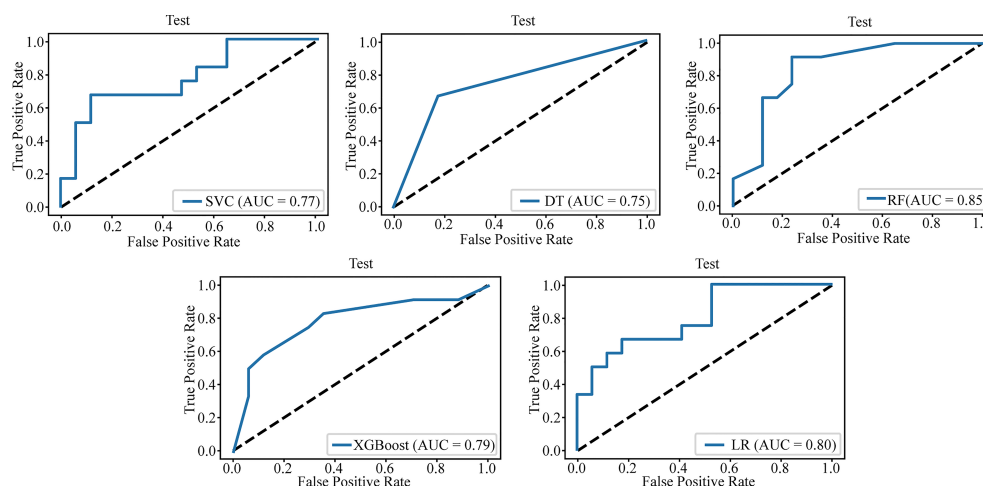 Test
True Positive Rate
1.0
0.8
0.6
0.4
0.2
0.0
SVC (AUC = 0.77)
0.0 0.2 0.4 0.6 0.8 1.0
False Positive Rate
Test
True Positive Rate
1.0
0.8
0.6
0.4
0.2
0.0
DT (AUC = 0.75)
0.0 0.2 0.4 0.6 0.8 1.0
False Positive Rate
Test
True Positive Rate
1.0
0.8
0.6
0.4
0.2
0.0
RF(AUC = 0.85
0.0 0.2 0.4 0.6 0.8 1.
False Positive Rate
Test
True Positive Rate
1.0
0.8
0.6
0.4
0.2
0.0
XGBoost (AUC = 0.79)
0.0 0.2 0.4 0.6 0.8 1.0
False Positive Rate
Test
True Positive Rate
1.0
0.8
0.6
0.4
0.2
0.0
LR (AUC = 0.80)
0.0 0.2 0.4 0.6 0.8 1.0
False Positive Rate